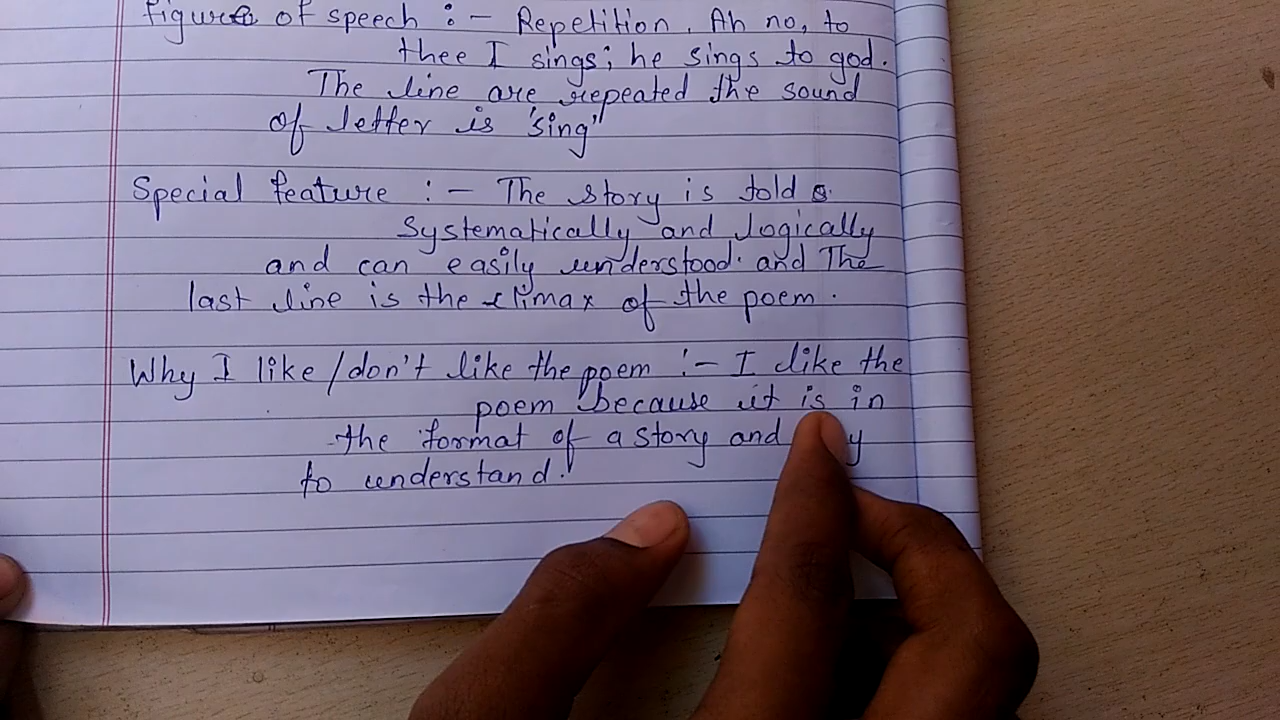 figure of speech :- Repetition. Ah no, to
thee I sings; he sings to god.
The line are repeated the sound
of letter is 'sing"
Special feature :- The story is told
systematically and logically
and can easily understood. and The
last line is the climax of the poem.
Why I like/don't like the poem :- I like the
poem because it is in
the format of a story and
to understand.